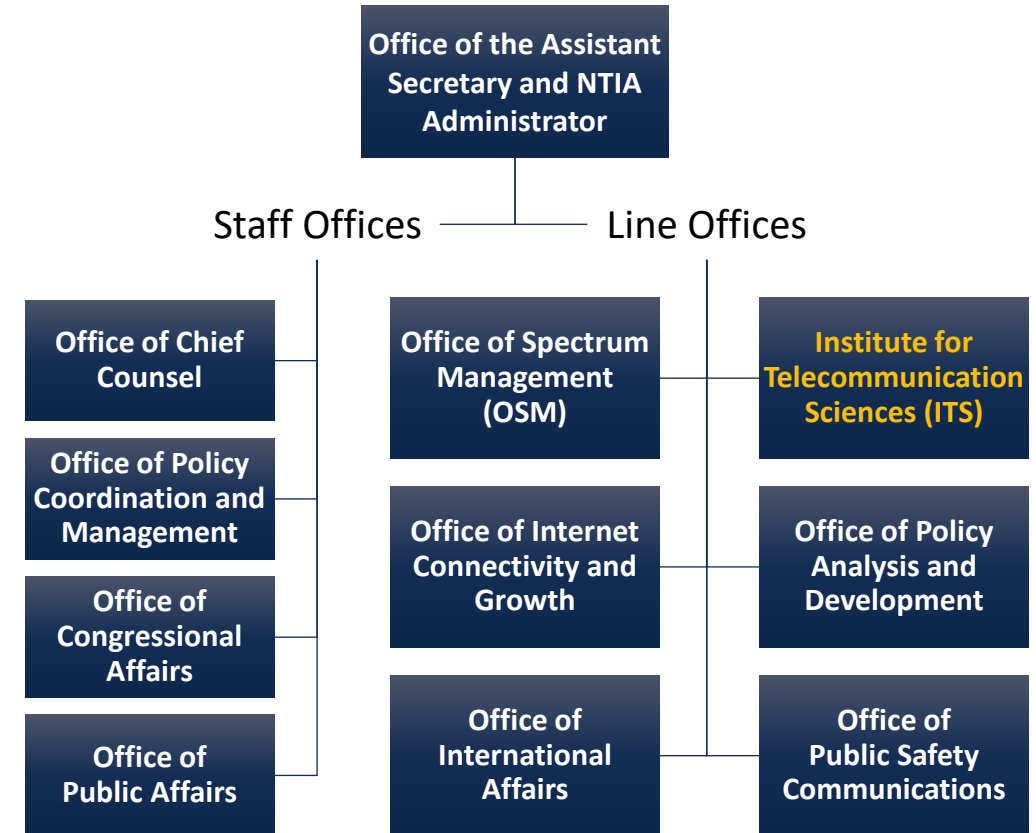 Office of the Assistant
Secretary and NTIA
Administrator
Staff Offices
Line Offices
Office of Chief
Counsel
Office of Policy
Coordination and
Management
Office of
Congressional
Affairs
Office of
Public Affairs
Office of Spectrum
Management
(OSM)
Institute for
Telecommunication
Sciences (ITS)
Office of Internet
Connectivity and
Growth
Office of Policy
Analysis and
Development
Office of
International
Affairs
Office of
Public Safety
Communications